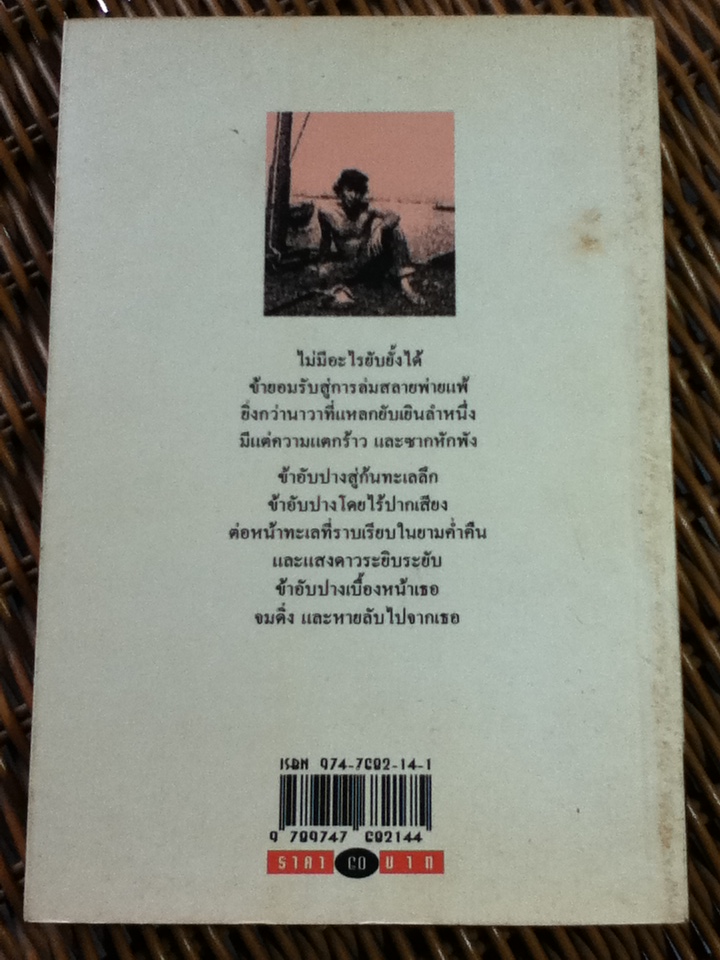 ไม่มีอะไรยับยั้งได้
ข้ายอมรับสู่การล่มสลายพ่ายแพ้
ยิ่งกว่านาวาที่แหลกยับเยินลำหนึ่ง
มีแต่ความแตกร้าว และซากหักพัง
ข้าอับปางสู่ก้นทะเลลึก
ข้าอับปางโดยไร้ปากเสียง
ต่อหน้าทะเลที่ราบเรียบในยามค่ำคืน
และแสงดาวระยิบระยับ
ข้าอับปางเบื้องหน้าเธอ
จมดิ่ง และหายลับไปจากเธอ
ISBN 974-7682-14-1
9 789747 682144
ราคา บาท